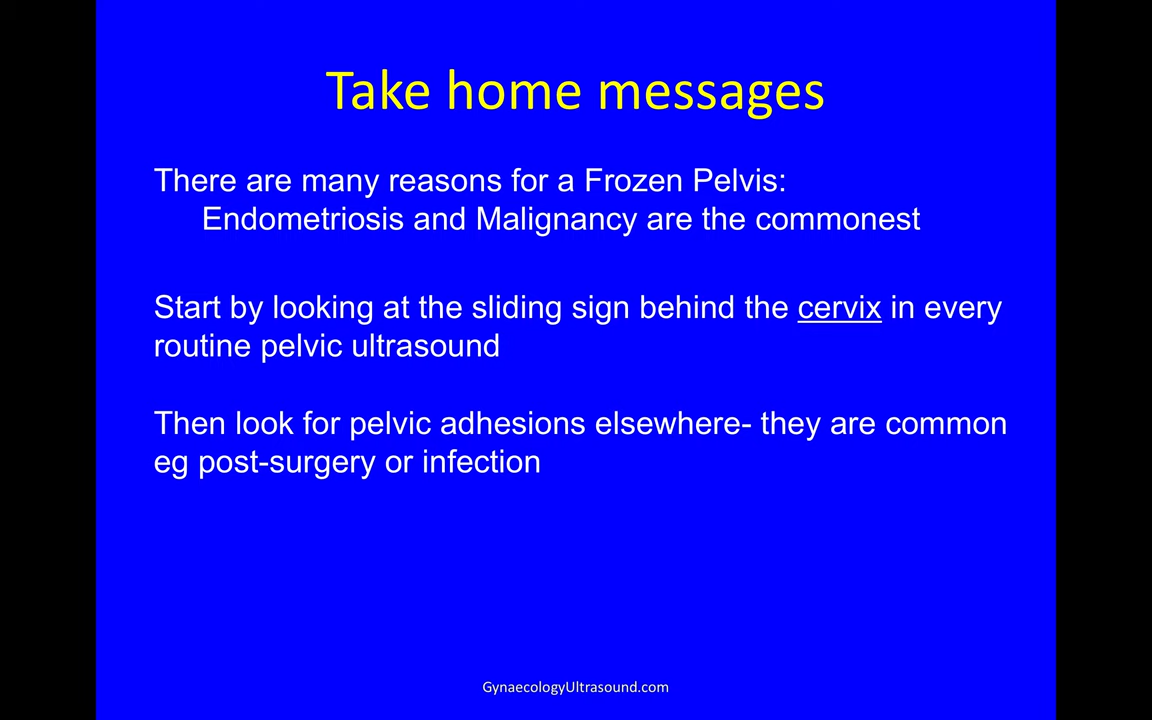 Take home messages
There are many reasons for a Frozen Pelvis:
Endometriosis and Malignancy are the commonest
Start by looking at the sliding sign behind the cervix in every
routine pelvic ultrasound
Then look for pelvic adhesions elsewhere- they are common
eg post-surgery or infection
GynaecologyUltrasound.com